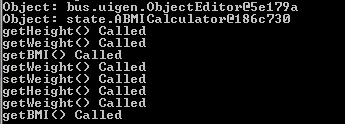 Object: bus.uigen.ObjectEditor@5e179a
Object: state.ABMICalculator@186c730
getHeight() Called
getWeight() Called
getBMI() Called
getWeight() Called
setWeight() Called
getHeight() Called
getWeight() Called
getBMI() Called